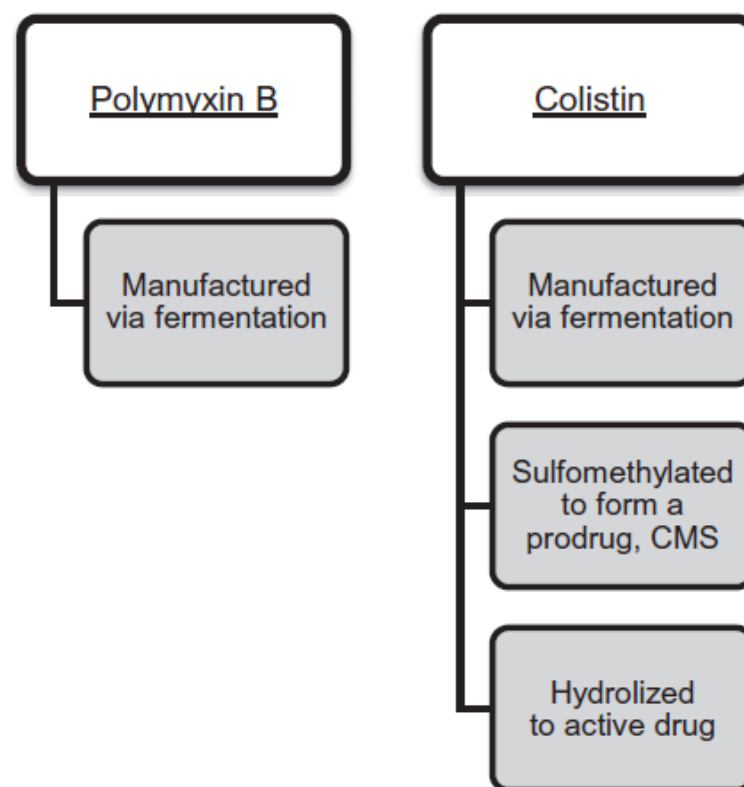 Polymyxin B
Manufactured
via fermentation
Colistin
Manufactured
via fermentation
Sulfomethylated
to form a
prodrug, CMS
Hydrolized
to active drug